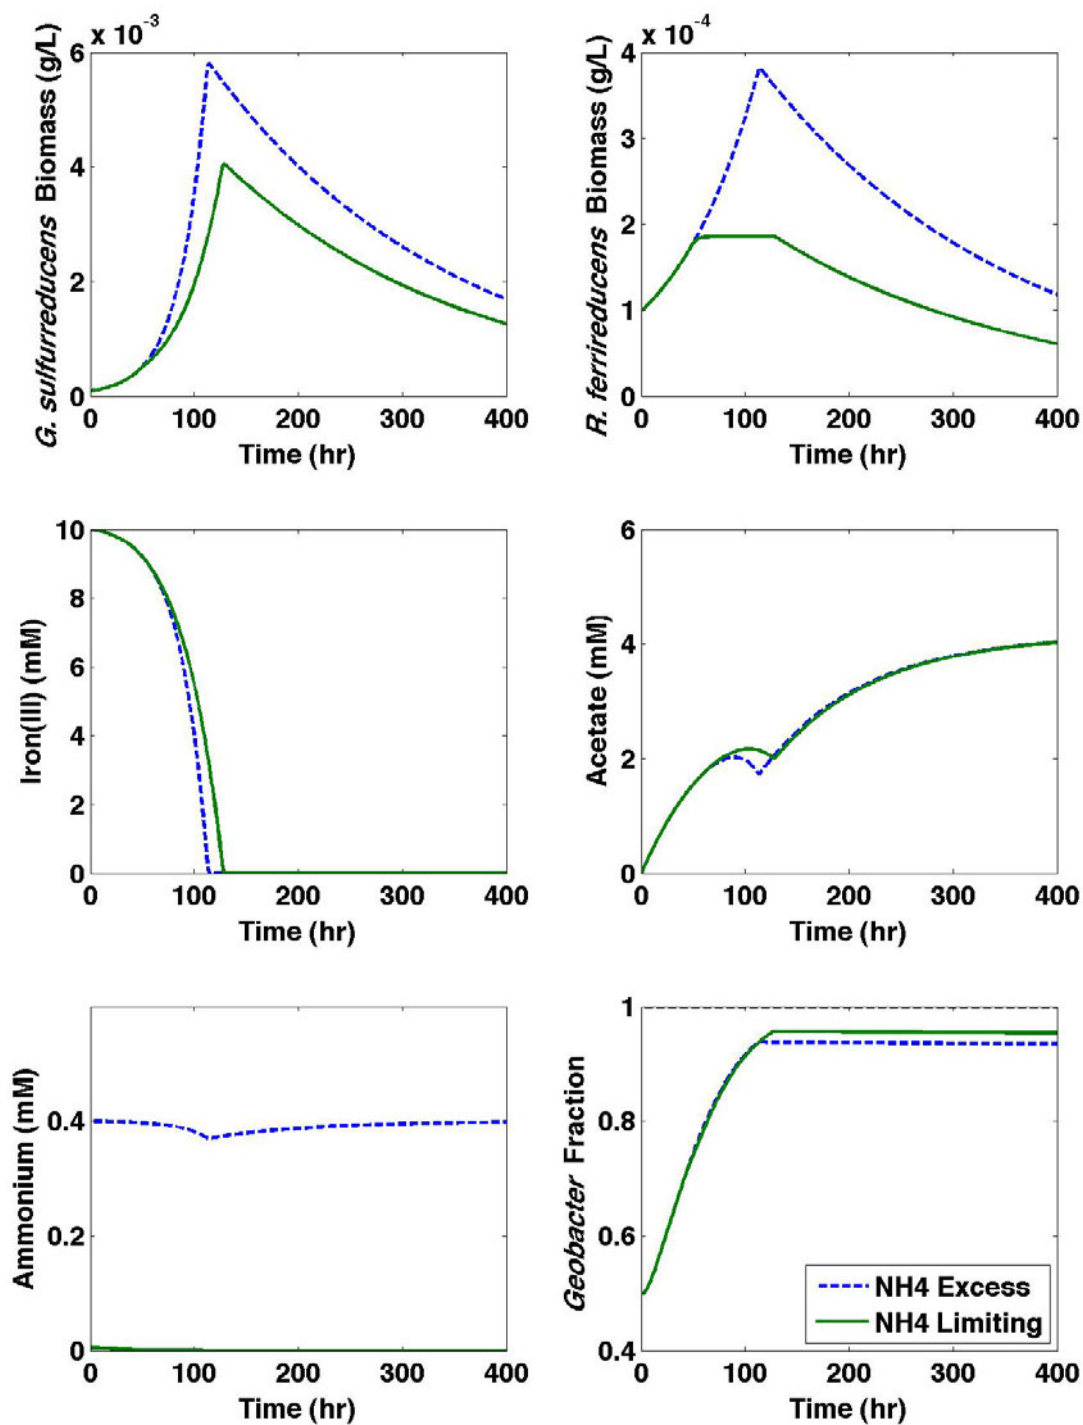 x 10⁻³
6
4
2
0
0 100 200 300 400
Time (hr)
G. sulfurreducens Biomass (g/L)
x 10⁻⁴
4
3
2
1
0
0 100 200 300 400
Time (hr)
R. ferrireducens Biomass (g/L)
10
8
6
4
2
0
0 100 200 300 400
Time (hr)
Iron(III) (mM)
6
4
2
0
0 100 200 300 400
Time (hr)
Acetate (mM)
0.4
0.2
0
0 100 200 300 400
Time (hr)
Ammonium (mM)
1
0.8
0.6
0.4
0 100 200 300 400
Time (hr)
Geobacter Fraction
NH4 Excess
NH4 Limiting